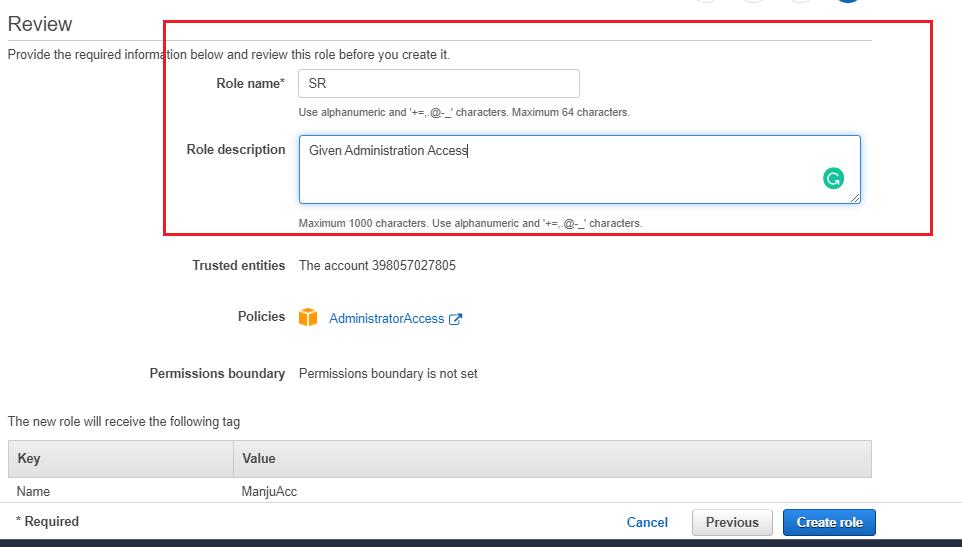 Review
Provide the required information below and review this role before you create it.
Role name* SR
Use alphanumeric and '+=,.@-_' characters. Maximum 64 characters.
Role description Given Administration Access
Maximum 1000 characters. Use alphanumeric and '+=,.@-_' characters.
Trusted entities The account 398057027805
Policies AdministratorAccess
Permissions boundary Permissions boundary is not set
The new role will receive the following tag
Key Value
Name ManjuAcc
* Required Cancel Previous Create role